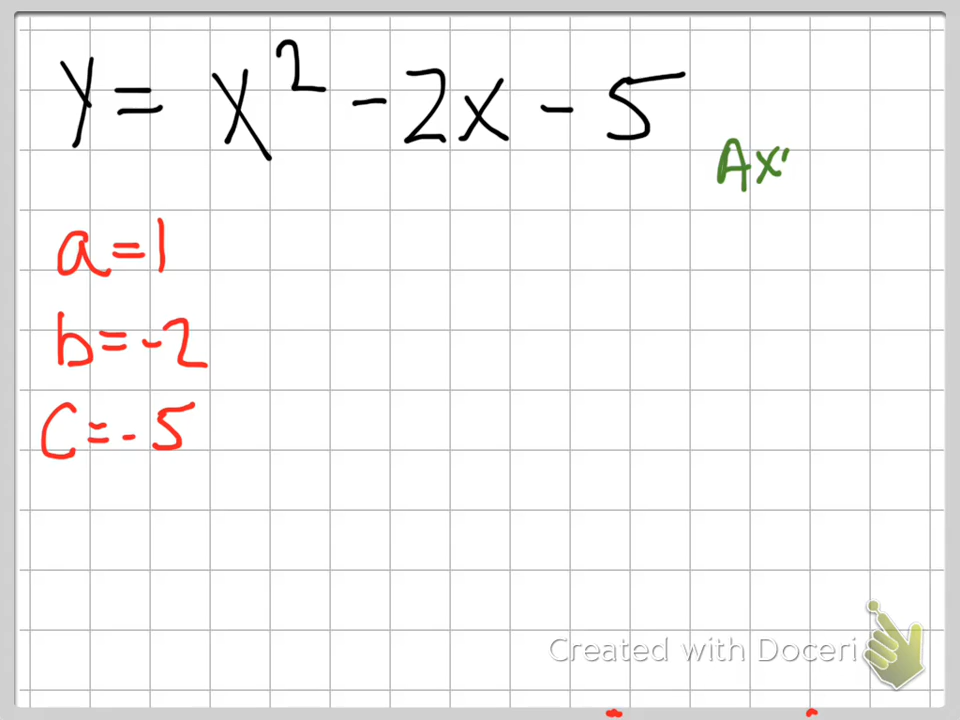 y = x² - 2x - 5
Ax
a = 1
b = -2
c = -5
Created with Doceri